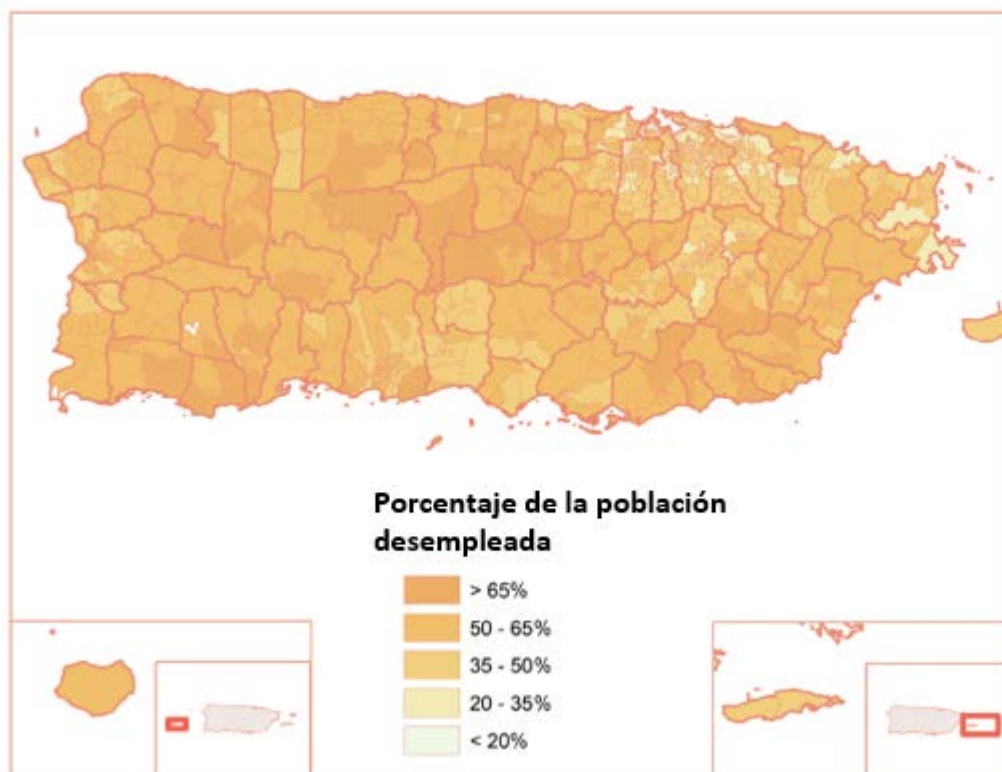 Porcentaje de la población
desempleada
> 65%
50 - 65%
35 - 50%
20 - 35%
< 20%